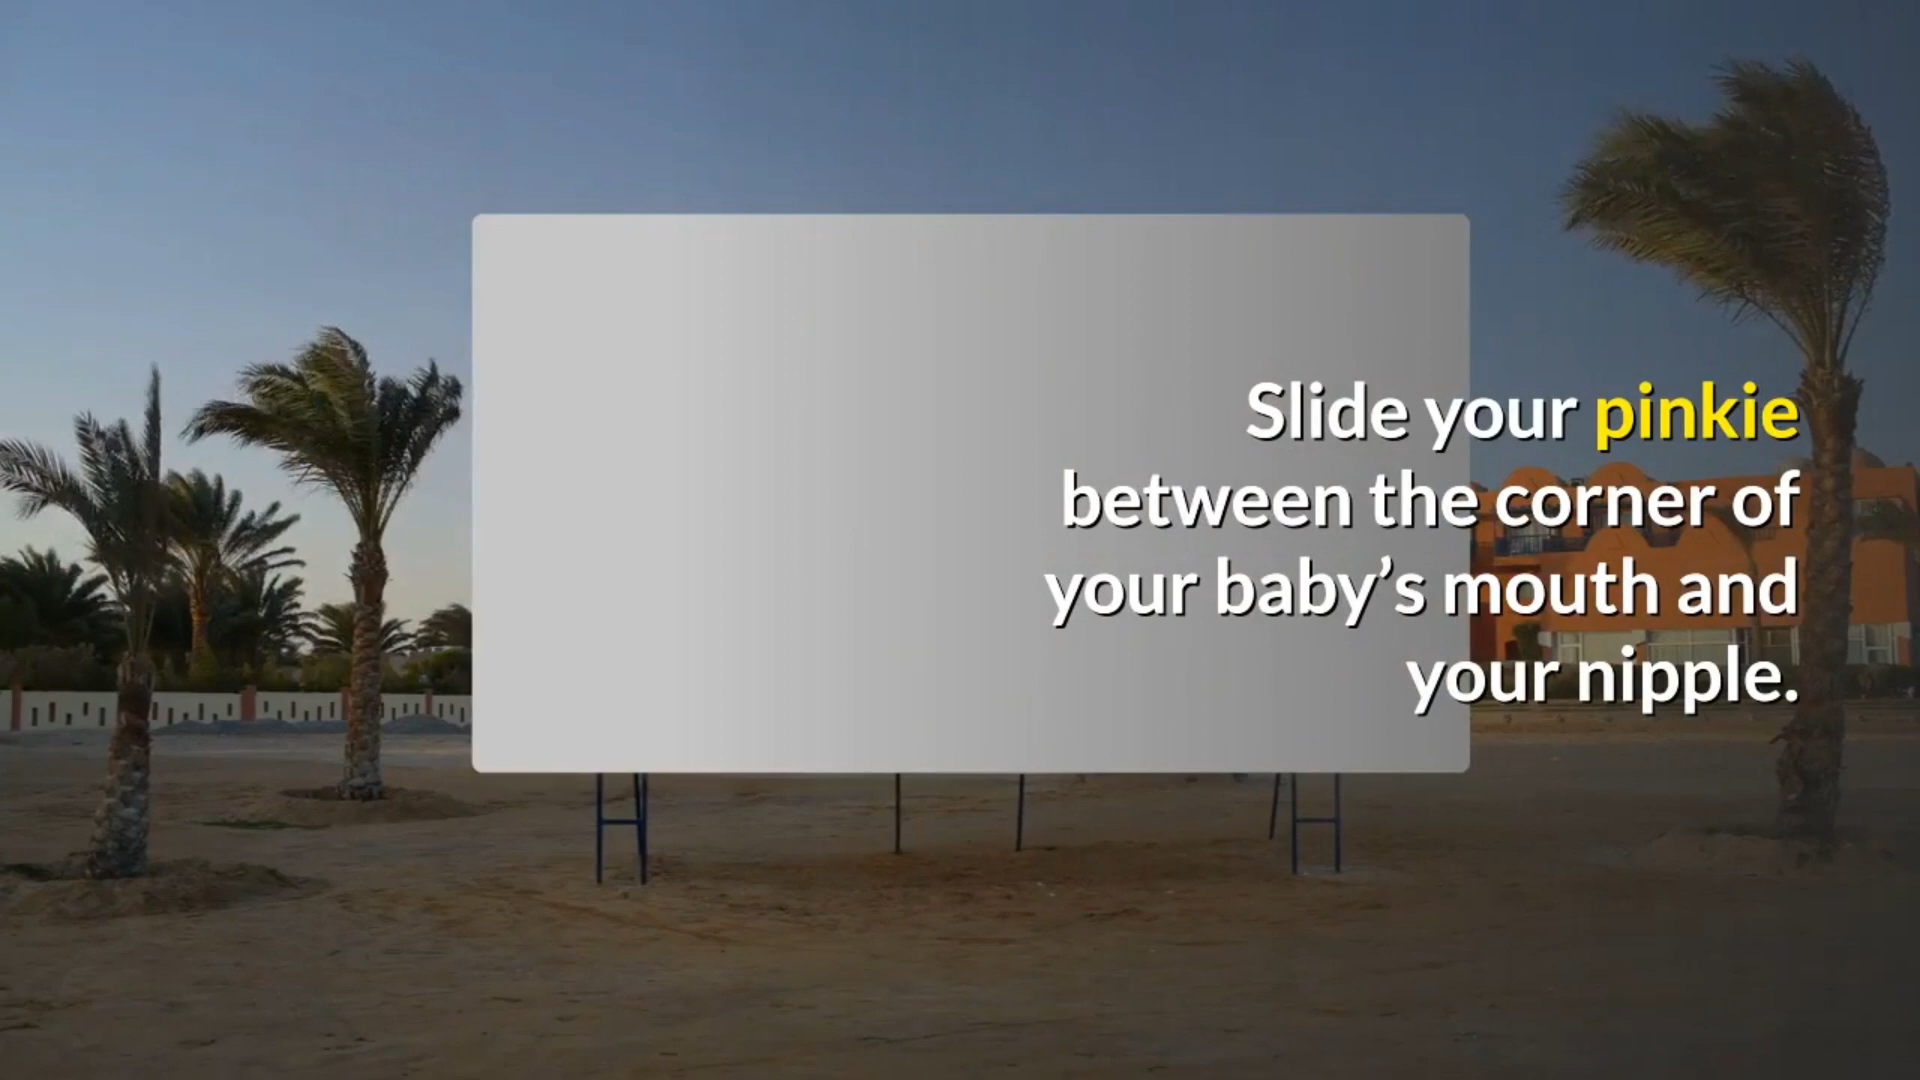 Slide your pinkie
between the corner of
your baby’s mouth and
your nipple.